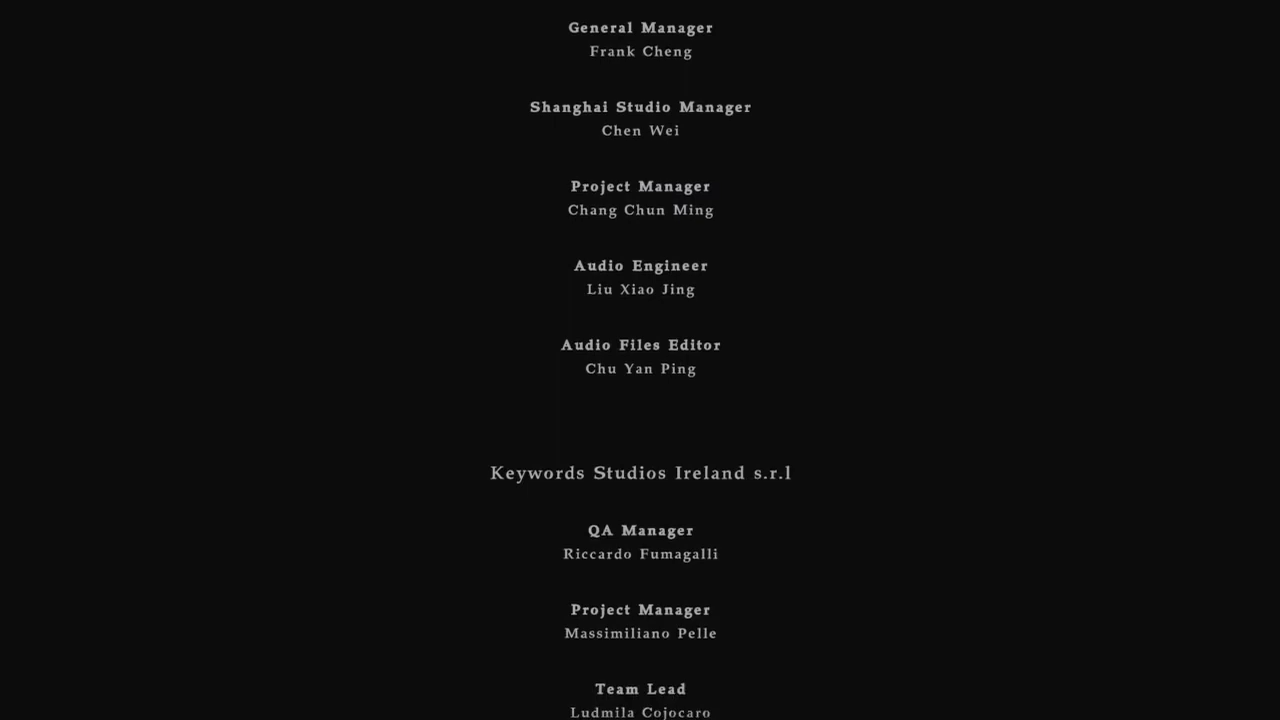 General Manager
Frank Cheng
Shanghai Studio Manager
Chen Wei
Project Manager
Chang Chun Ming
Audio Engineer
Liu Xiao Jing
Audio Files Editor
Chu Yan Ping
Keywords Studios Ireland s.r.l
QA Manager
Riccardo Fumagalli
Project Manager
Massimiliano Pelle
Team Lead
Ludmila Cojocaro